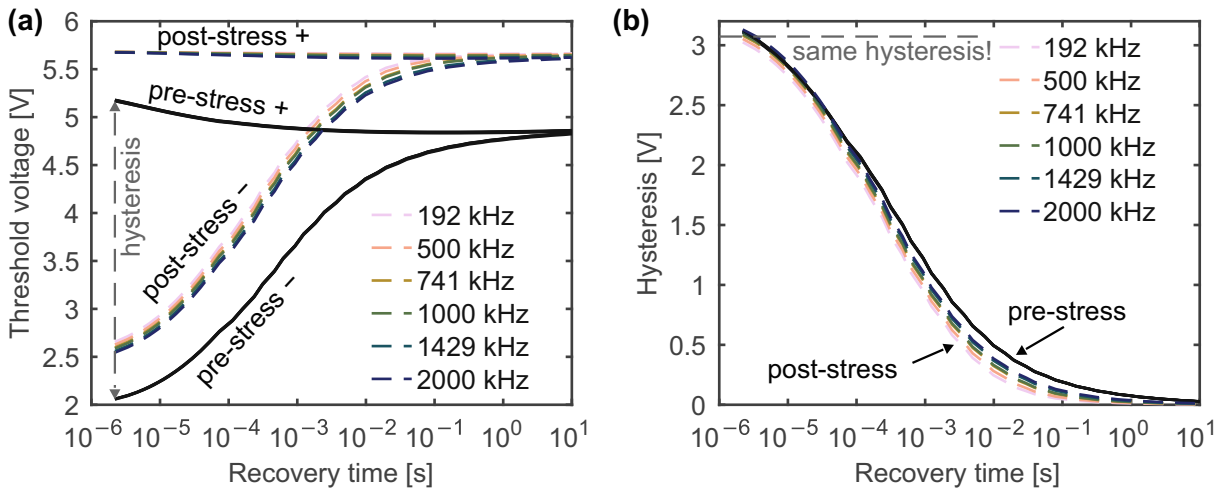 (a)
6
5.5
5
4.5
4
3.5
3
2.5
2
Threshold voltage [V]
post-stress +
pre-stress +
hysteresis
post-stress −
pre-stress −
192 kHz
500 kHz
741 kHz
1000 kHz
1429 kHz
2000 kHz
10⁻⁶ 10⁻⁵ 10⁻⁴ 10⁻³ 10⁻² 10⁻¹ 10⁰ 10¹
Recovery time [s]
(b)
3
2.5
2
1.5
1
0.5
0
Hysteresis [V]
same hysteresis!
192 kHz
500 kHz
741 kHz
1000 kHz
1429 kHz
2000 kHz
pre-stress
post-stress
10⁻⁶ 10⁻⁵ 10⁻⁴ 10⁻³ 10⁻² 10⁻¹ 10⁰ 10¹
Recovery time [s]